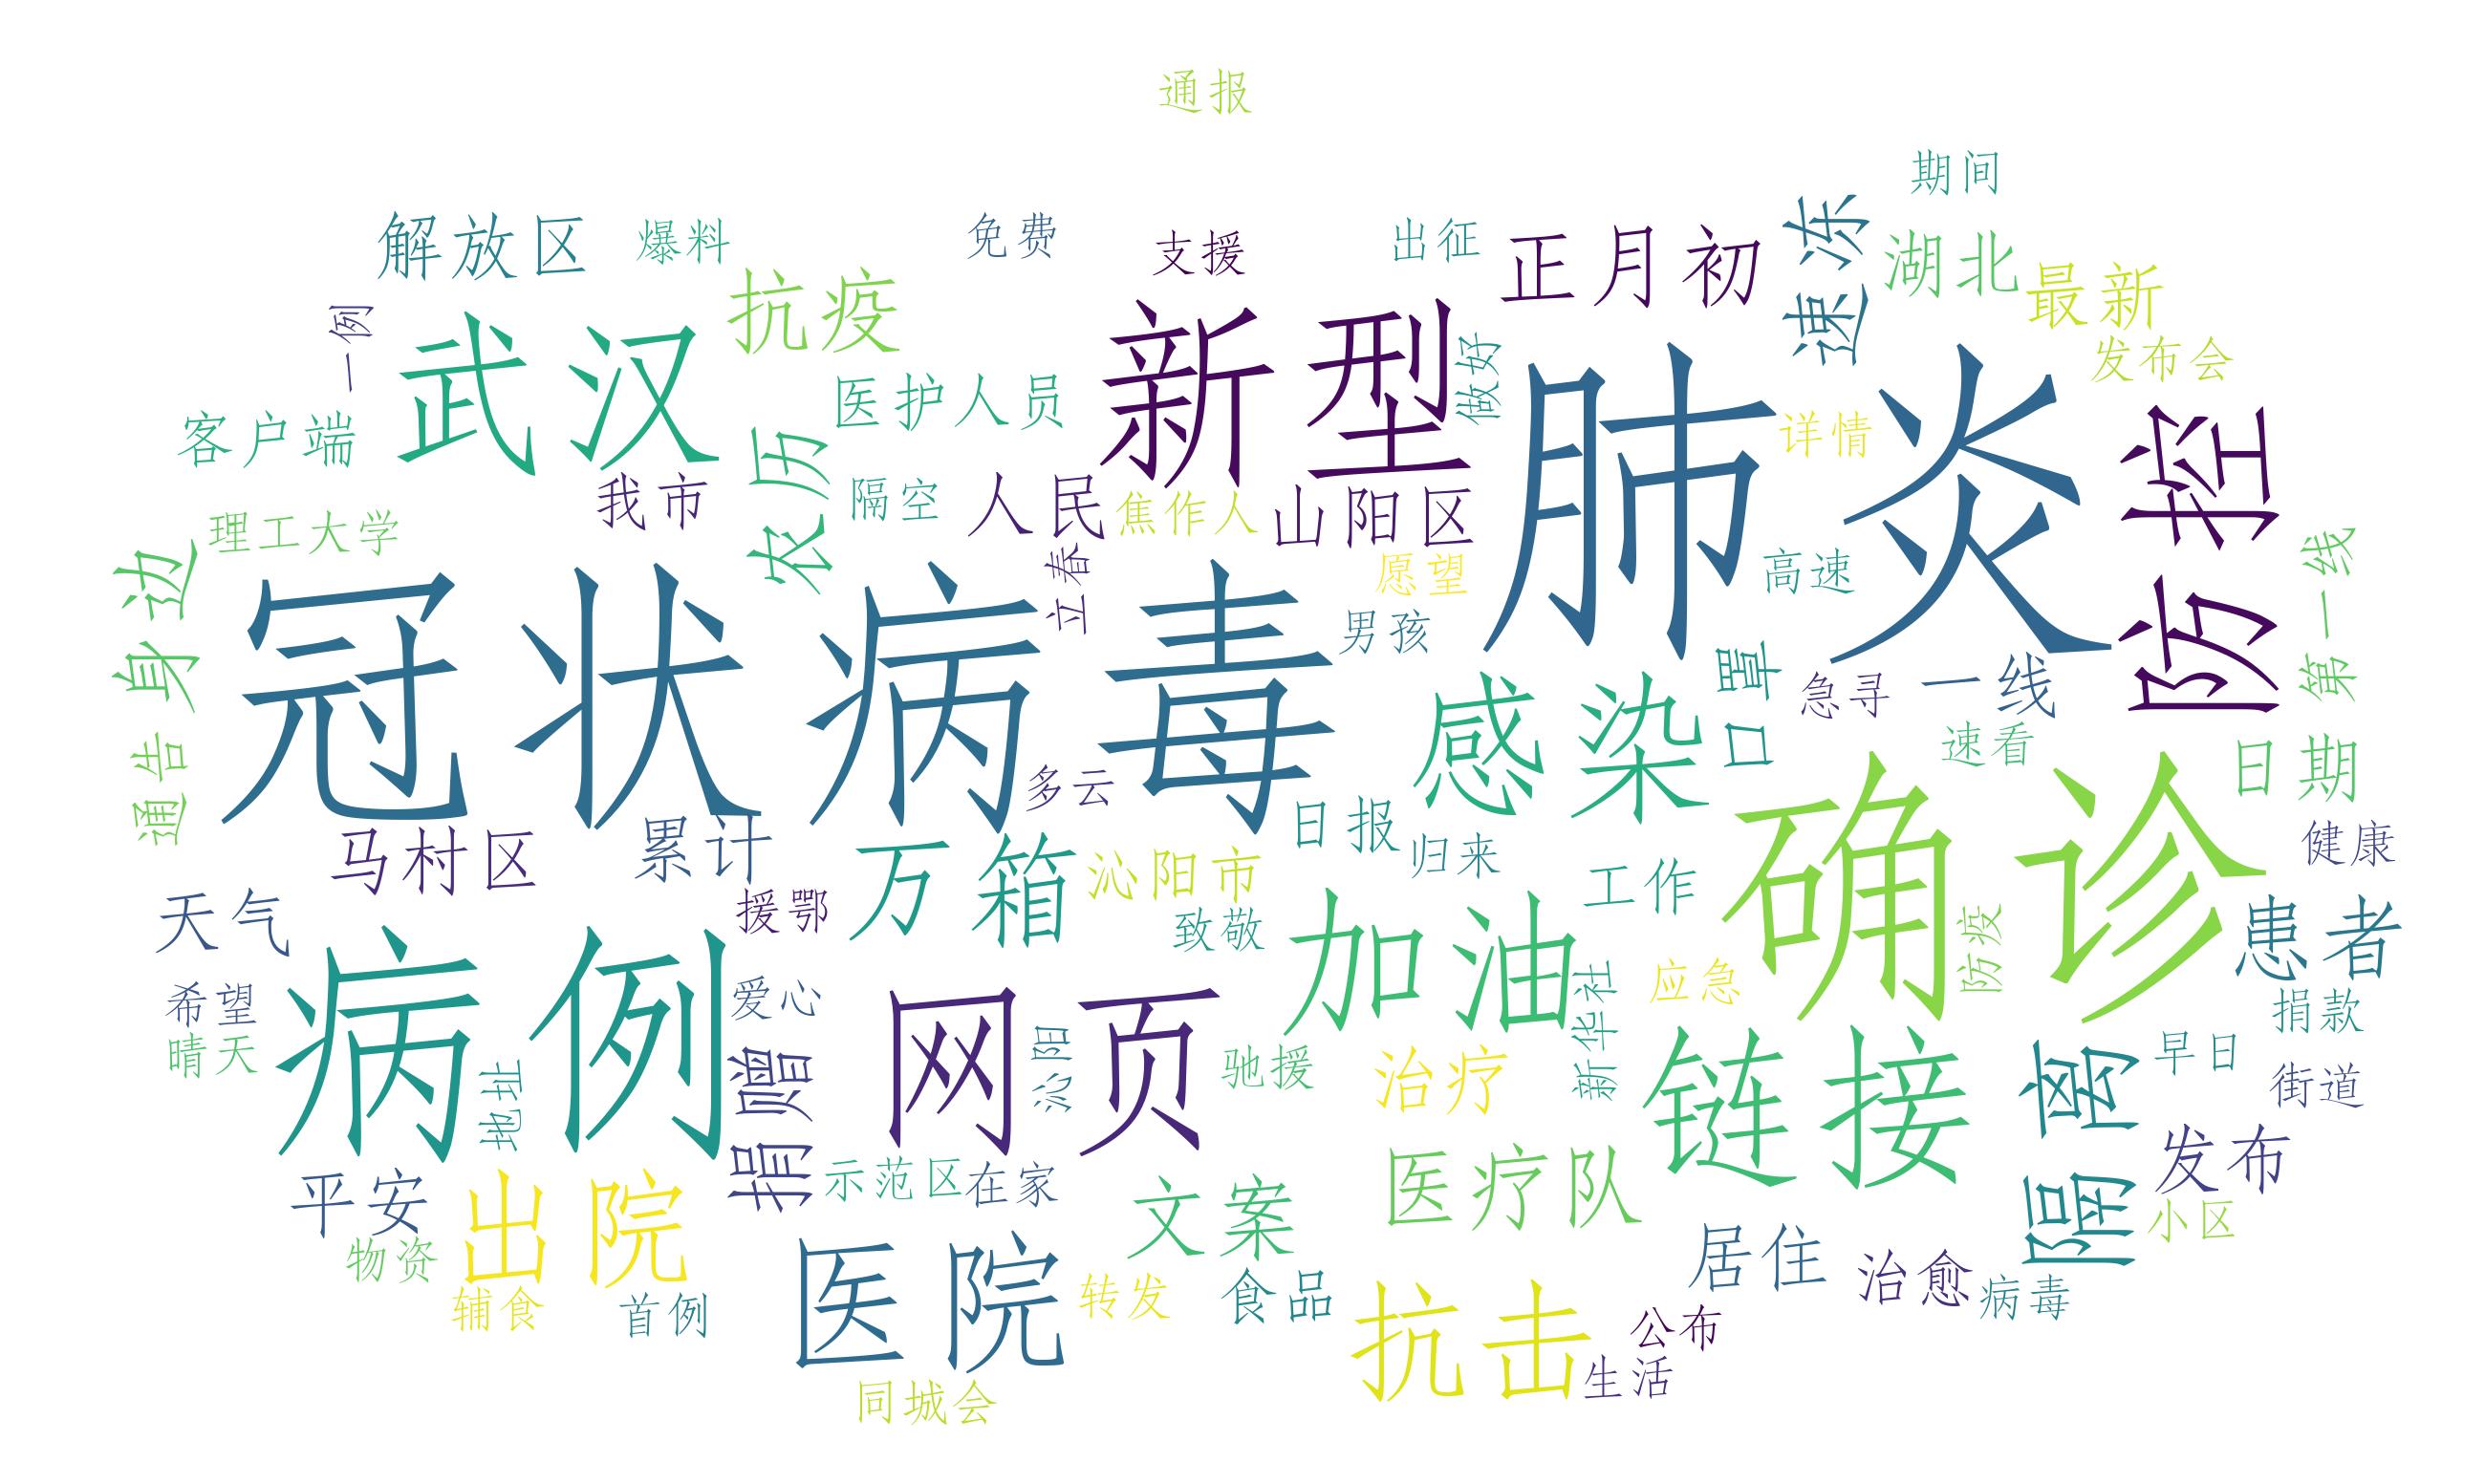 通报
期间
解放区
爆料
免费
支援
出征
正月初
速冻
湖北
最新
抗疫
一例
武汉
新型
做好
发布会
肺炎
客户端
医护人员
详情
防控
农历
我市
隔空
人民
焦作人
山阳区
理工大学
身边
立春
愿望
高速
第一线
冠状病毒
男孩
感染
口罩
急寻
一线
通告
速看
日期
多云
马村区
累计
万箱
日报
归来
沁阳市
工作
确诊
健康
天气
援鄂
致敬
加油
防疫
患者
病例
希望
爱心
网页
新华社
应急
捐款
晴天
物流
温县
治疗
驰援
链接
隔离
早日
街道
平安
出院
示范区
在家
文案
医疗队
发布
小区
物资
医院
居住
治愈
病毒
辅食
首例
转发
食品
抗击
公布
生活
同城会